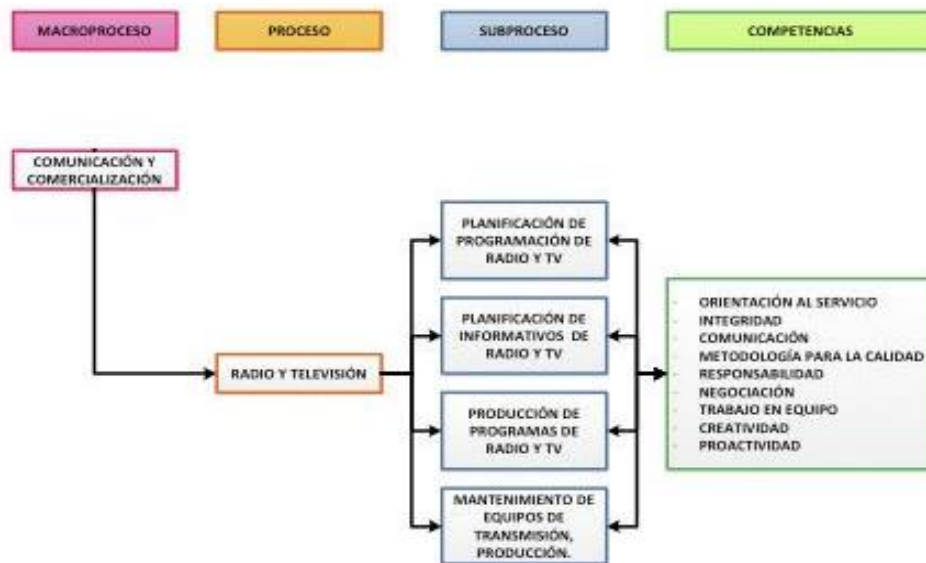 MACROPROCESO
PROCESO
SUBPROCESO
COMPETENCIAS
COMUNICACIÓN Y
COMERCIALIZACIÓN
PLANIFICACIÓN DE
PROGRAMACIÓN DE
RADIO Y TV
PLANIFICACIÓN DE
INFORMATIVOS DE
RADIO Y TV
RADIO Y TELEVISIÓN
PRODUCCIÓN DE
PROGRAMAS DE
RADIO Y TV
MANTENIMIENTO DE
EQUIPOS DE
TRANSMISIÓN,
PRODUCCIÓN.
- ORIENTACIÓN AL SERVICIO
- INTEGRIDAD
- COMUNICACIÓN
- METODOLOGÍA PARA LA CALIDAD
- RESPONSABILIDAD
- NEGOCIACIÓN
- TRABAJO EN EQUIPO
- CREATIVIDAD
- PROACTIVIDAD